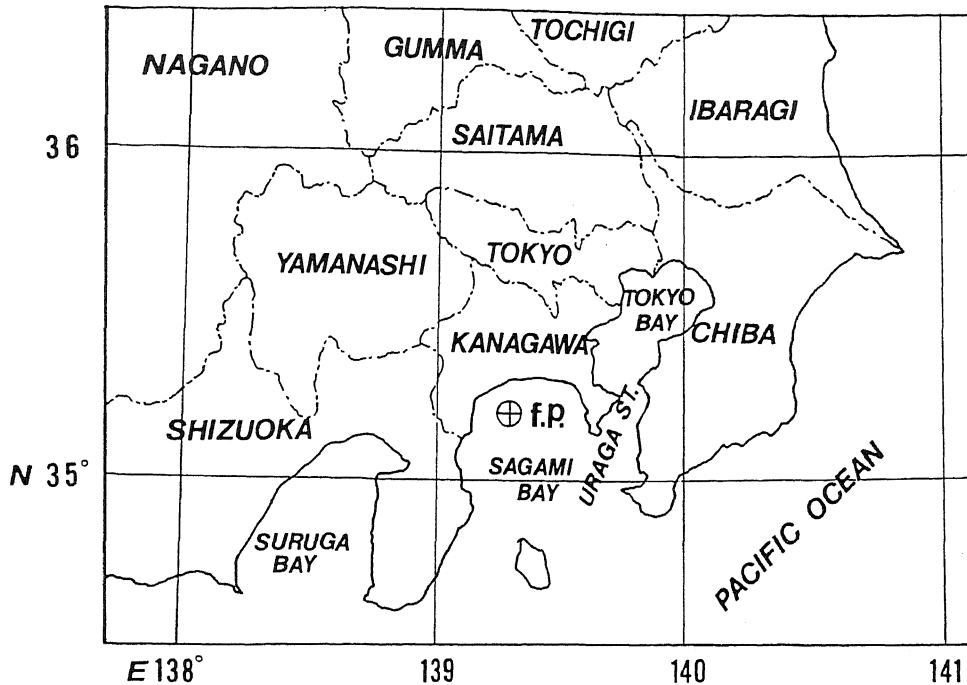 TOCHIGI
GUMMA
NAGANO
IBARAGI
SAITAMA
36
TOKYO
YAMANASHI
TOKYO
BAY
CHIBA
KANAGAWA
f.p.
SHIZUOKA
URAGA ST.
SAGAMI
BAY
N 35°
PACIFIC OCEAN
SURUGA
BAY
E 138°
139
140
141